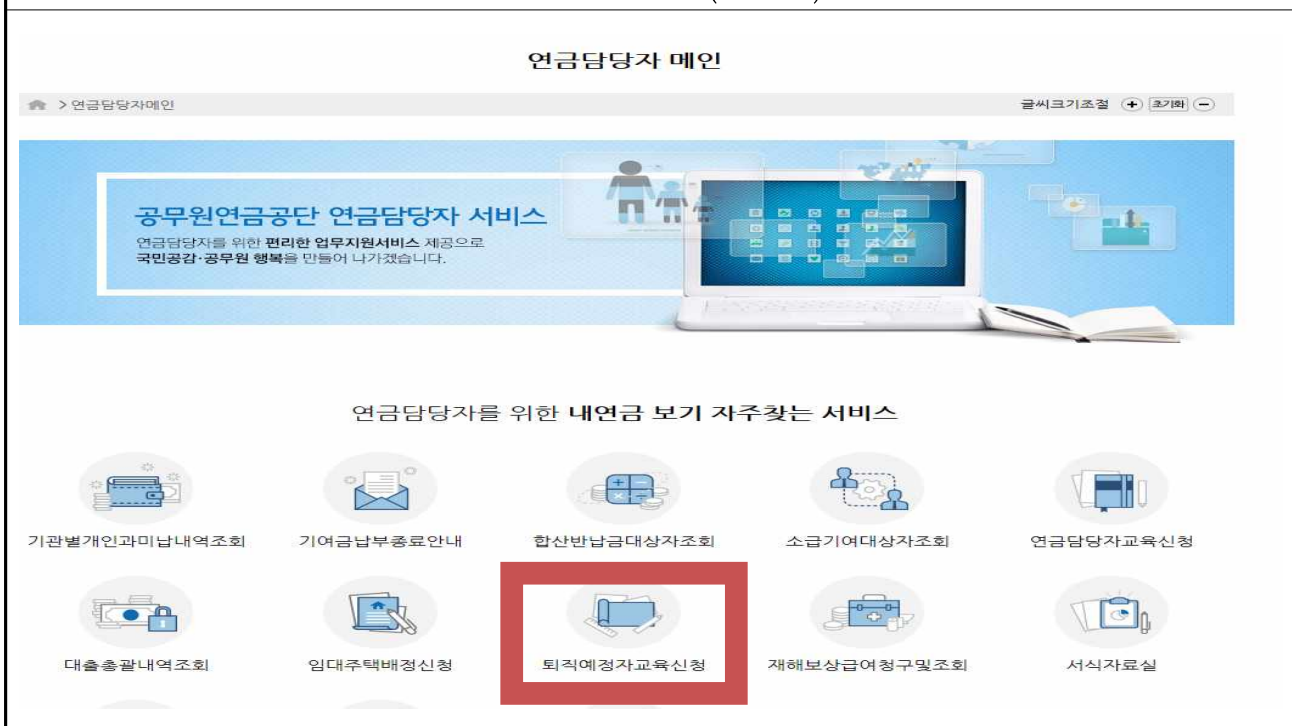 연금담당자 메인
>연금담당자메인
글씨크기조절 + 초기화 -
공무원연금공단 연금담당자 서비스
연금담당자를 위한 편리한 업무지원서비스 제공으로
국민공감·공무원 행복을 만들어 나가겠습니다.
연금담당자를 위한 내연금 보기 자주찾는 서비스
기관별개인과미납내역조회
기여금납부종료안내
합산반납금대상자조회
소급기여대상자조회
연금담당자교육신청
대출총괄내역조회
임대주택배정신청
퇴직예정자교육신청
재해보상급여청구및조회
서식자료실